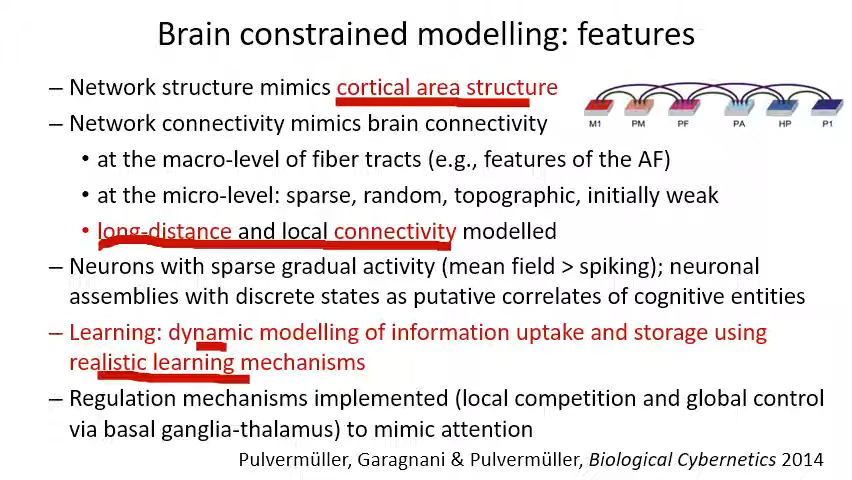 Brain constrained modelling: features
– Network structure mimics cortical area structure
M1 PM PF PA HP P1
– Network connectivity mimics brain connectivity
• at the macro-level of fiber tracts (e.g., features of the AF)
• at the micro-level: sparse, random, topographic, initially weak
• long-distance and local connectivity modelled
– Neurons with sparse gradual activity (mean field > spiking); neuronal
assemblies with discrete states as putative correlates of cognitive entities
– Learning: dynamic modelling of information uptake and storage using
realistic learning mechanisms
– Regulation mechanisms implemented (local competition and global control
via basal ganglia-thalamus) to mimic attention
Pulvermüller, Garagnani & Pulvermüller, Biological Cybernetics 2014